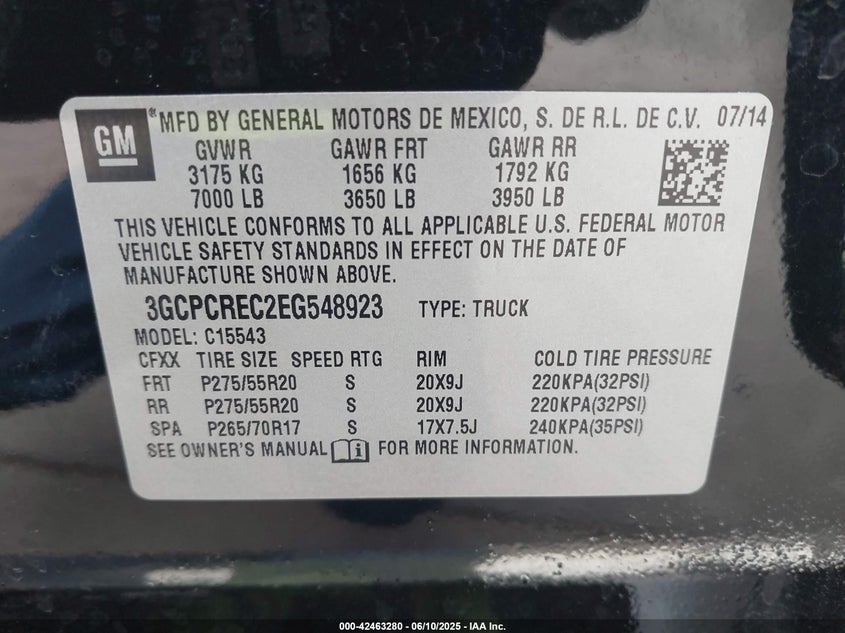 GM
®MFD BY GENERAL MOTORS DE MEXICO, S. DE R.L. DE C.V. 07/14
GVWR GAWR FRT GAWR RR
3175 KG 1656 KG 1792 KG
7000 LB 3650 LB 3950 LB
THIS VEHICLE CONFORMS TO ALL APPLICABLE U.S. FEDERAL MOTOR
VEHICLE SAFETY STANDARDS IN EFFECT ON THE DATE OF
MANUFACTURE SHOWN ABOVE.
3GCPCREC2EG548923 TYPE: TRUCK
MODEL: C15543
CFXX TIRE SIZE SPEED RTG RIM COLD TIRE PRESSURE
FRT P275/55R20 S 20X9J 220KPA(32PSI)
RR P275/55R20 S 20X9J 220KPA(32PSI)
SPA P265/70R17 S 17X7.5J 240KPA(35PSI)
SEE OWNER'S MANUAL i FOR MORE INFORMATION.
000-42463280 - 06/10/2025 - IAA Inc.